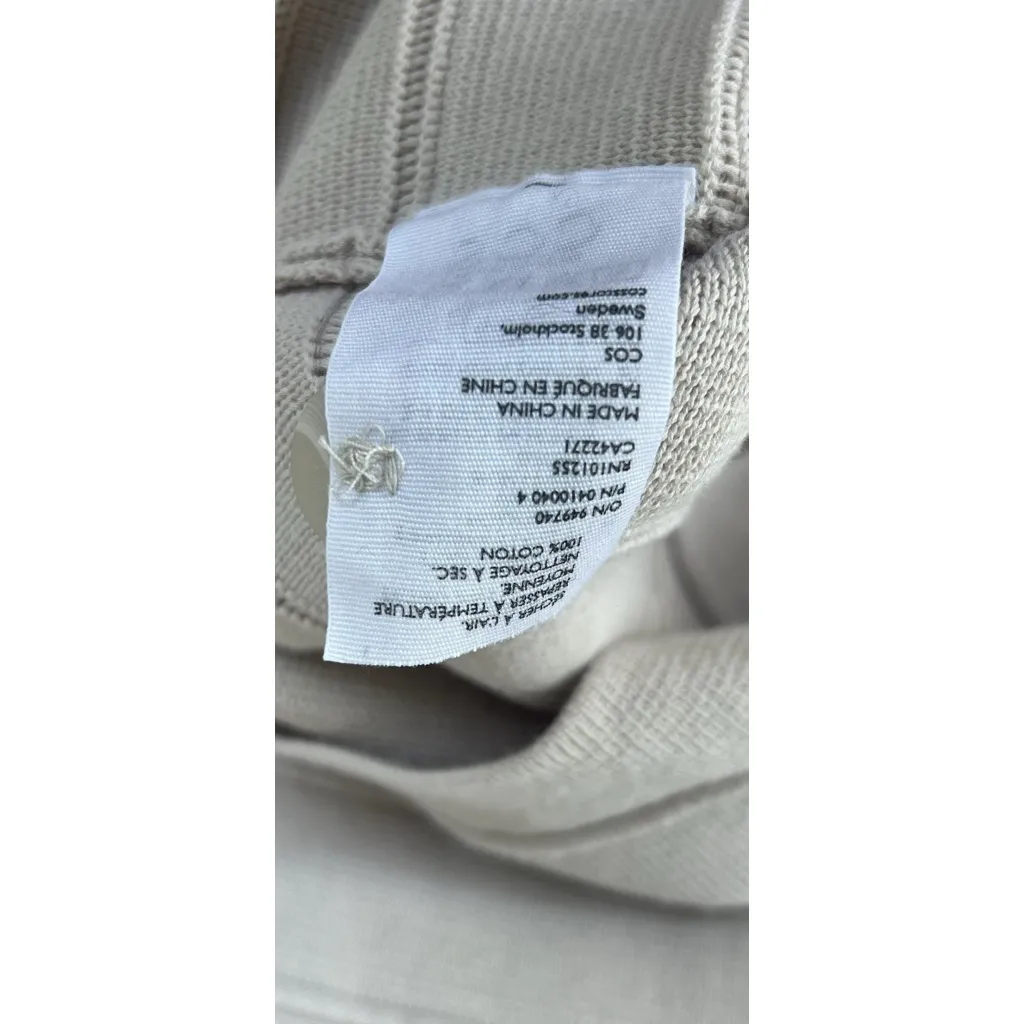 SÉCHER À L'AIR.
REPASSER À TEMPÉRATURE
MOYENNE.
NETTOYAGE À SEC.
100% COTON
O/N 949740
P/N 0410040 4
RN101255
CA42271
MADE IN CHINA
FABRIQUÉ EN CHINE
COS
106 38 Stockholm,
Sweden
cosstores.com